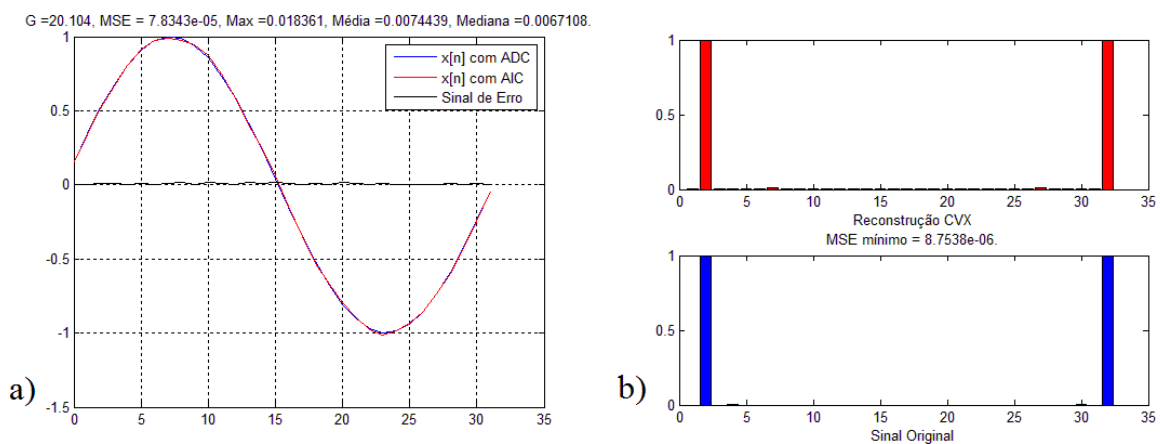 G =20.104, MSE = 7.8343e-05, Max =0.018361, Média =0.0074439, Mediana =0.0067108.
1
0.5
0
-0.5
-1
-1.5
0 5 10 15 20 25 30 35
x[n] com ADC
x[n] com AIC
Sinal de Erro
a)
1
0.5
0
0 5 10 15 20 25 30 35
Reconstrução CVX
MSE mínimo = 8.7538e-06.
1
0.5
0
0 5 10 15 20 25 30 35
Sinal Original
b)